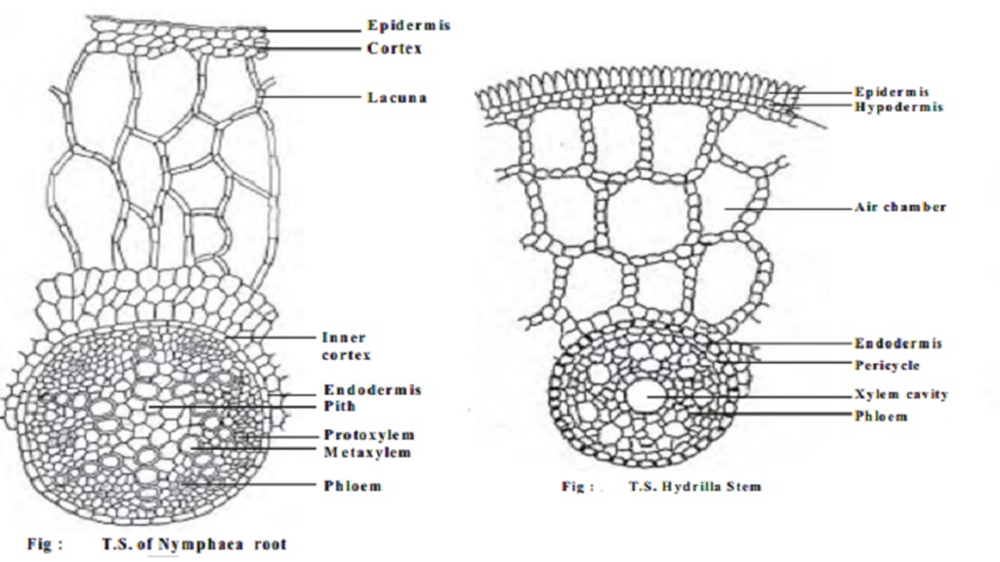 Epidermis
Cortex
Lacuna
Inner
cortex
Endodermis
Pith
Protoxylem
Metaxylem
Phloem
Fig : T.S. of Nymphaea root
Epidermis
Hypodermis
Air chamber
Endodermis
Pericycle
Xylem cavity
Phloem
Fig : . T.S. Hydrilla Stem